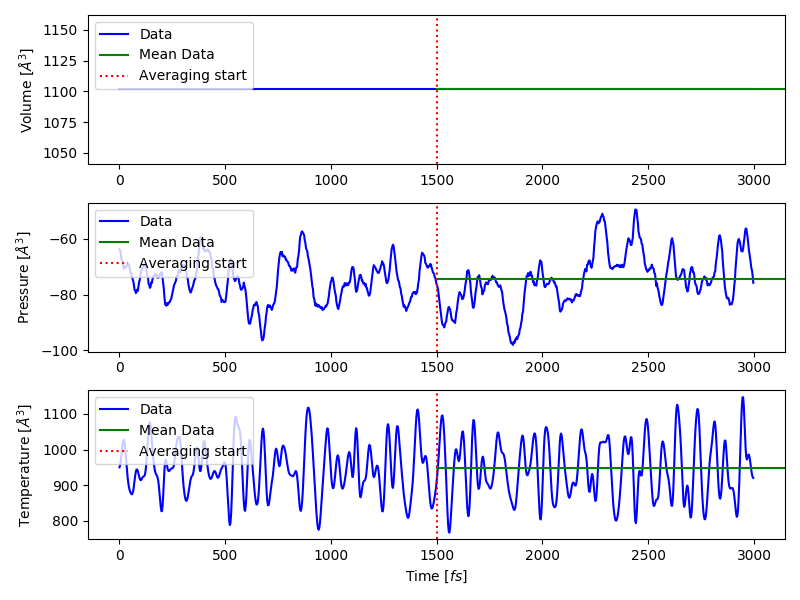 1150
1125
1100
1075
1050
Volume [Å³]
Data
Mean Data
Averaging start
0 500 1000 1500 2000 2500 3000
−60
−80
−100
Pressure [Å³]
Data
Mean Data
Averaging start
0 500 1000 1500 2000 2500 3000
1100
1000
900
800
Temperature [Å³]
Data
Mean Data
Averaging start
0 500 1000 1500 2000 2500 3000
Time [fs]